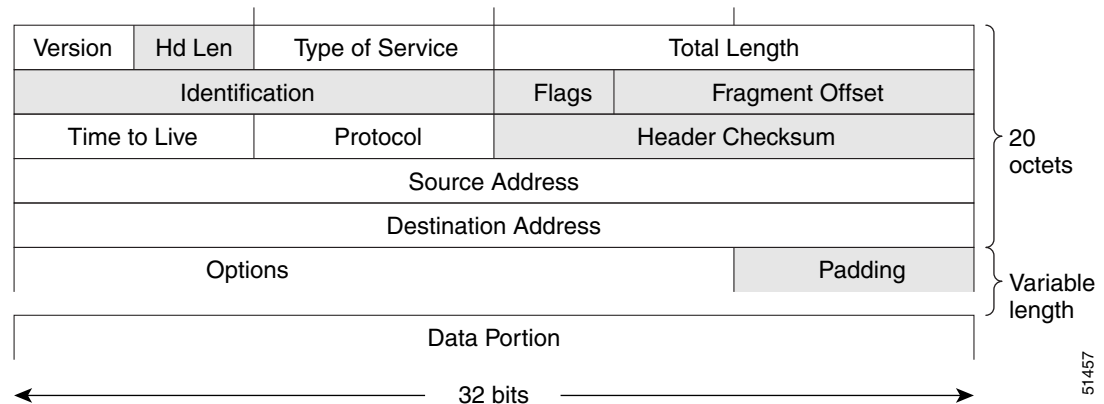 Version Hd Len Type of Service Total Length
Identification Flags Fragment Offset
Time to Live Protocol Header Checksum
20
octets
Source Address
Destination Address
Options Padding
Variable
length
Data Portion
32 bits
51457